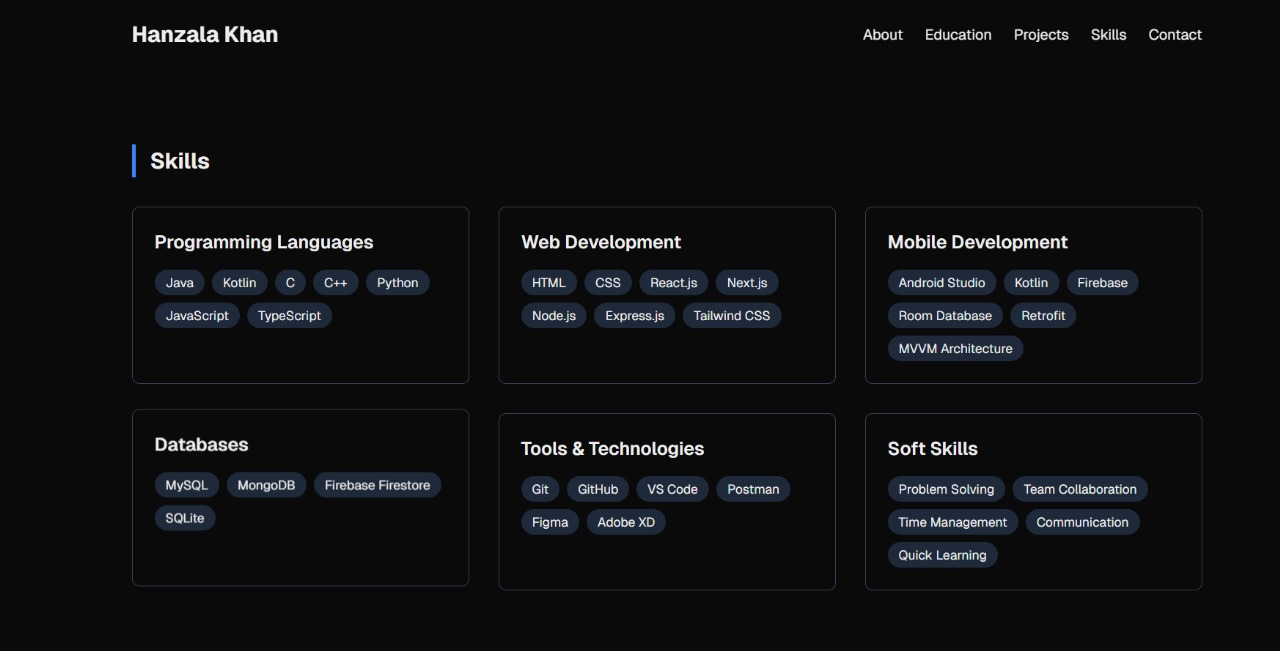 Hanzala Khan
About Education Projects Skills Contact
Skills
Programming Languages
Java Kotlin C C++ Python
JavaScript TypeScript
Web Development
HTML CSS React.js Next.js
Node.js Express.js Tailwind CSS
Mobile Development
Android Studio Kotlin Firebase
Room Database Retrofit
MVVM Architecture
Databases
MySQL MongoDB Firebase Firestore
SQLite
Tools & Technologies
Git GitHub VS Code Postman
Figma Adobe XD
Soft Skills
Problem Solving Team Collaboration
Time Management Communication
Quick Learning